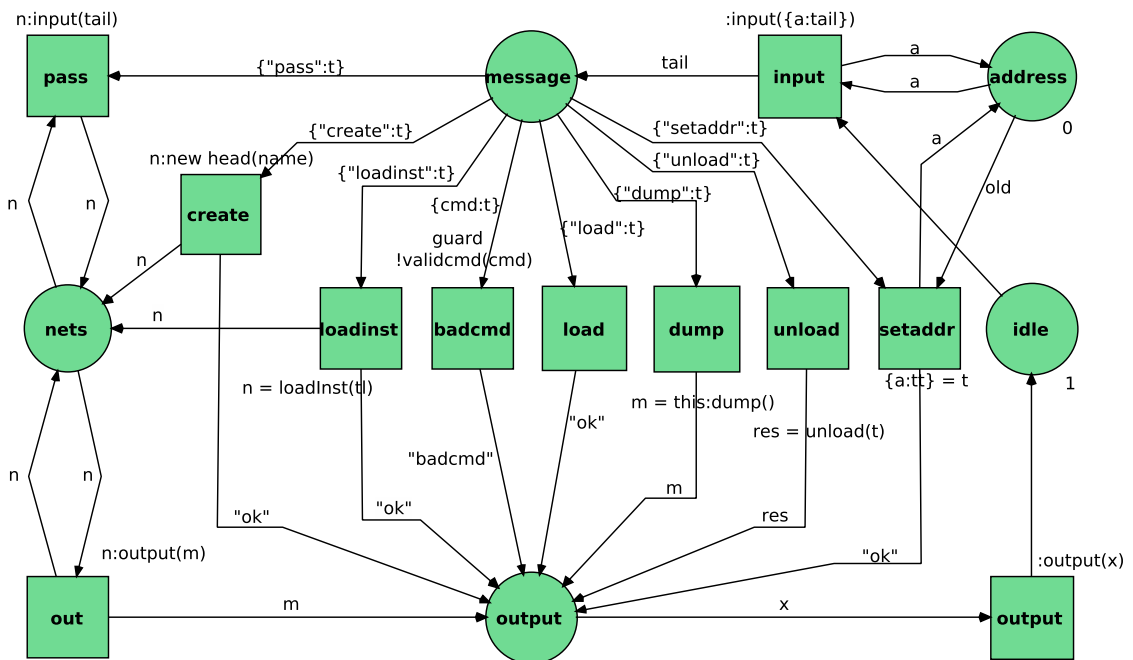 n:input(tail)
:input({a:tail})
pass
{"pass":t}
message
tail
input
a
a
address
0
{"create":t}
{"setaddr":t}
n:new head(name)
{"loadinst":t}
{"unload":t}
{"dump":t}
old
a
n
n
create
{cmd:t}
{"load":t}
guard
!validcmd(cmd)
n
n
nets
loadinst
badcmd
load
dump
unload
setaddr
idle
1
n = loadInst(tl)
m = this:dump()
{a:tt} = t
"ok"
res = unload(t)
"badcmd"
n
n
m
"ok"
"ok"
res
n:output(m)
"ok"
:output(x)
out
m
output
x
output